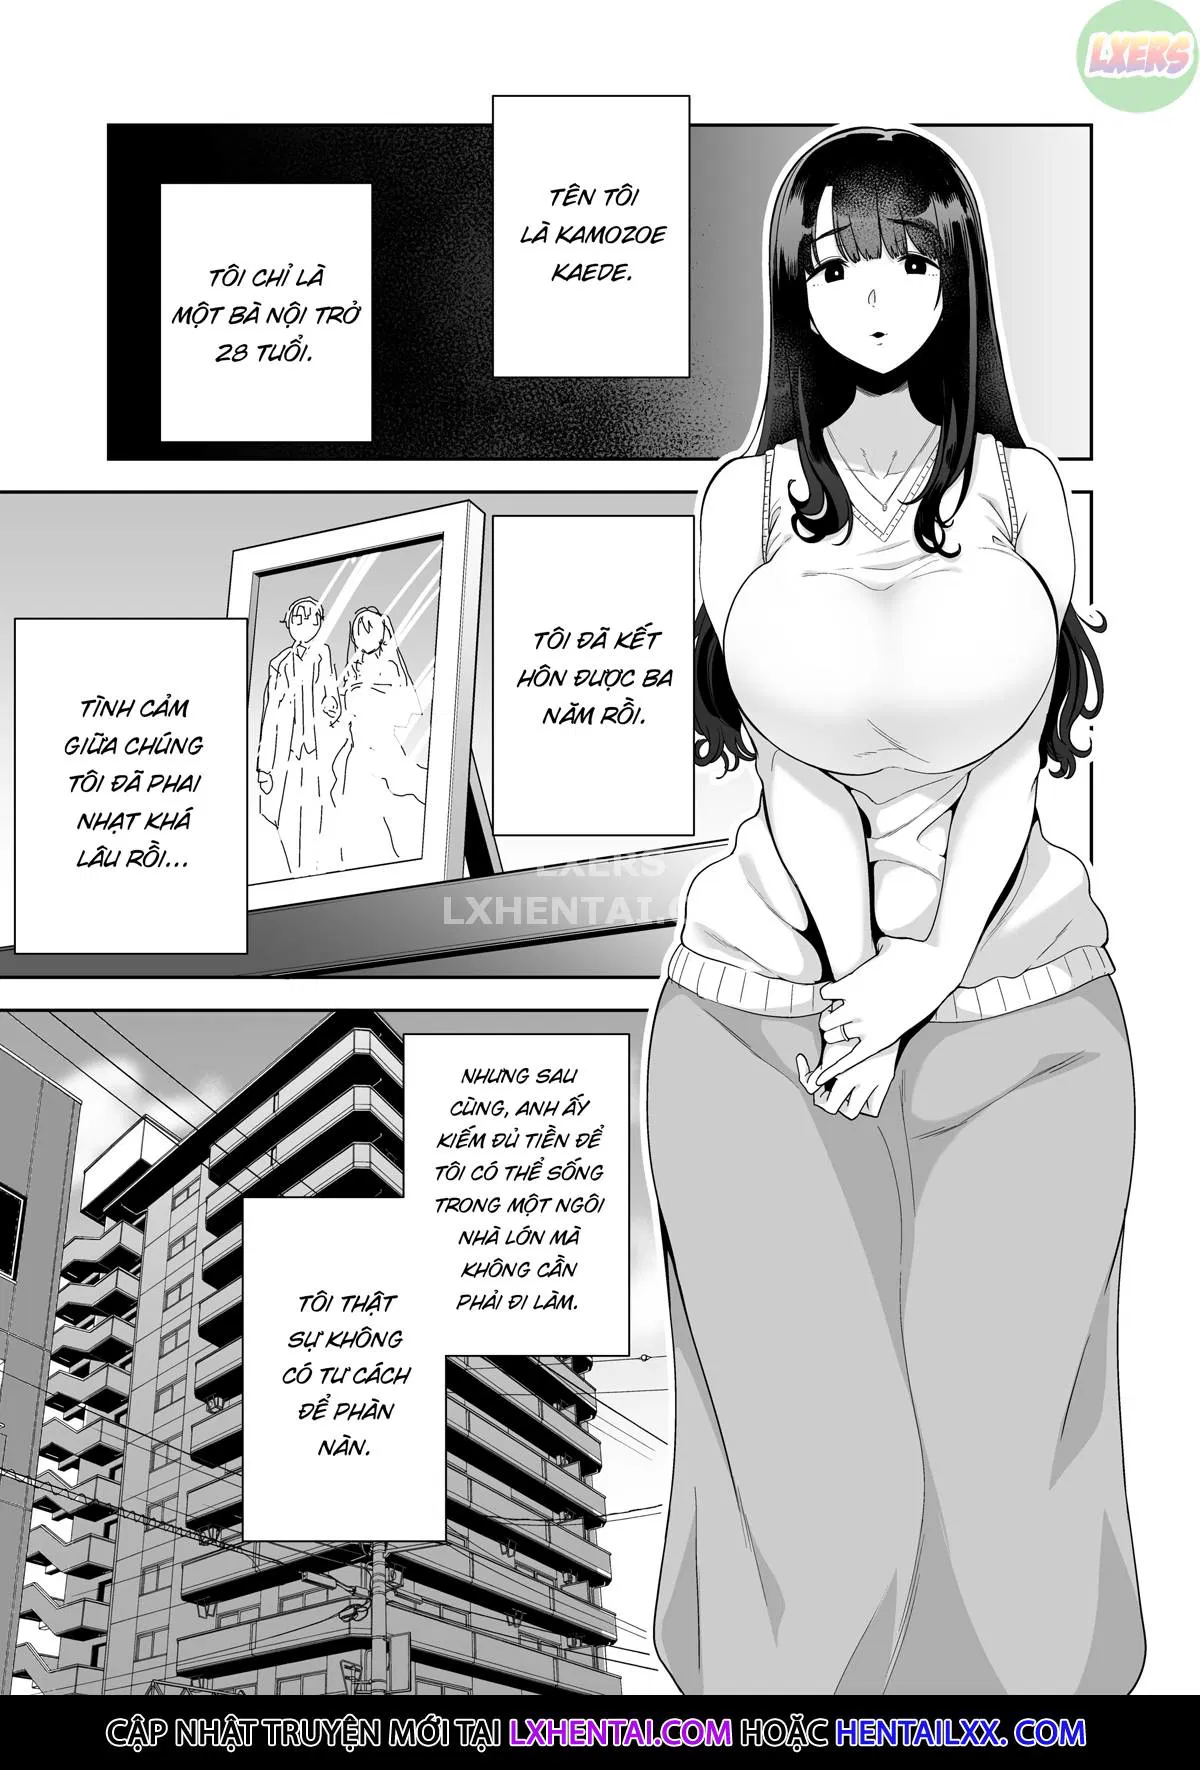 LXERS
TÊN TÔI
LÀ KAMOZOE
KAEDE.
TÔI CHỈ LÀ
MỘT BÀ NỘI TRỞ
28 TUỔI.
TÔI ĐÃ KẾT
HÔN ĐƯỢC BA
NĂM RỒI.
TÌNH CẢM
GIỮA CHÚNG
TÔI ĐÃ PHAI
NHẠT KHÁ
LÂU RỒI...
LXERS
LXHENTAI.C
NHƯNG SAU
CÙNG, ANH ẤY
KIẾM ĐỦ TIỀN ĐỂ
TÔI CÓ THỂ SỐNG
TRONG MỘT NGÔI
NHÀ LỚN MÀ
KHÔNG CẦN
PHẢI ĐI LÀM.
TÔI THẬT
SỰ KHÔNG
CÓ TƯ CÁCH
ĐỂ PHÀN
NÀN.
CẬP NHẬT TRUYỆN MỚI TẠI LXHENTAI.COM HOẶC HENTAILXX. COM